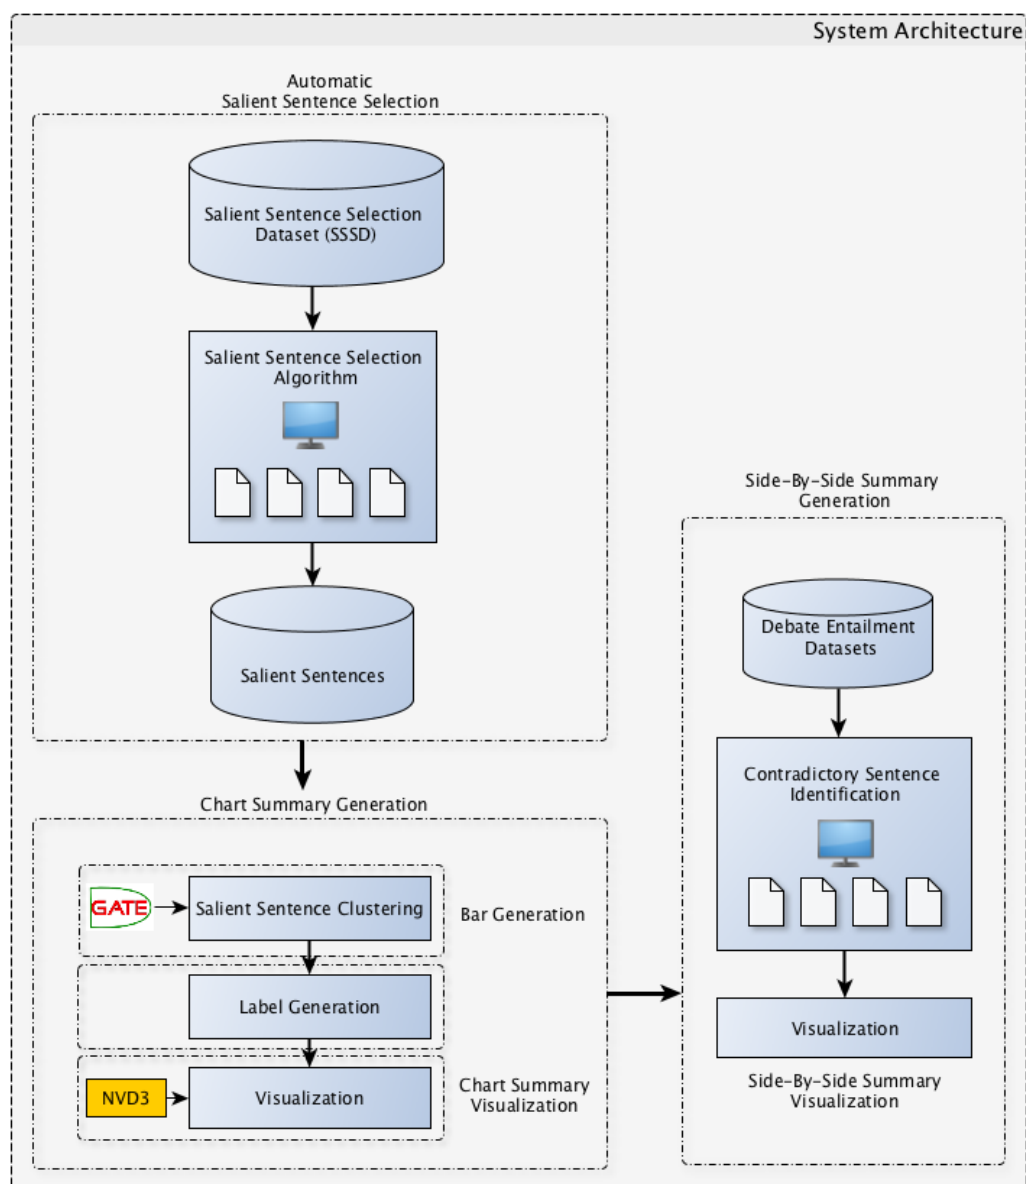 System Architecture
Automatic
Salient Sentence Selection
Salient Sentence Selection
Dataset (SSSD)
Salient Sentence Selection
Algorithm
Salient Sentences
Chart Summary Generation
GATE
Salient Sentence Clustering
Bar Generation
Label Generation
NVD3
Visualization
Chart Summary
Visualization
Side-By-Side Summary
Generation
Debate Entailment
Datasets
Contradictory Sentence
Identification
Visualization
Side-By-Side Summary
Visualization